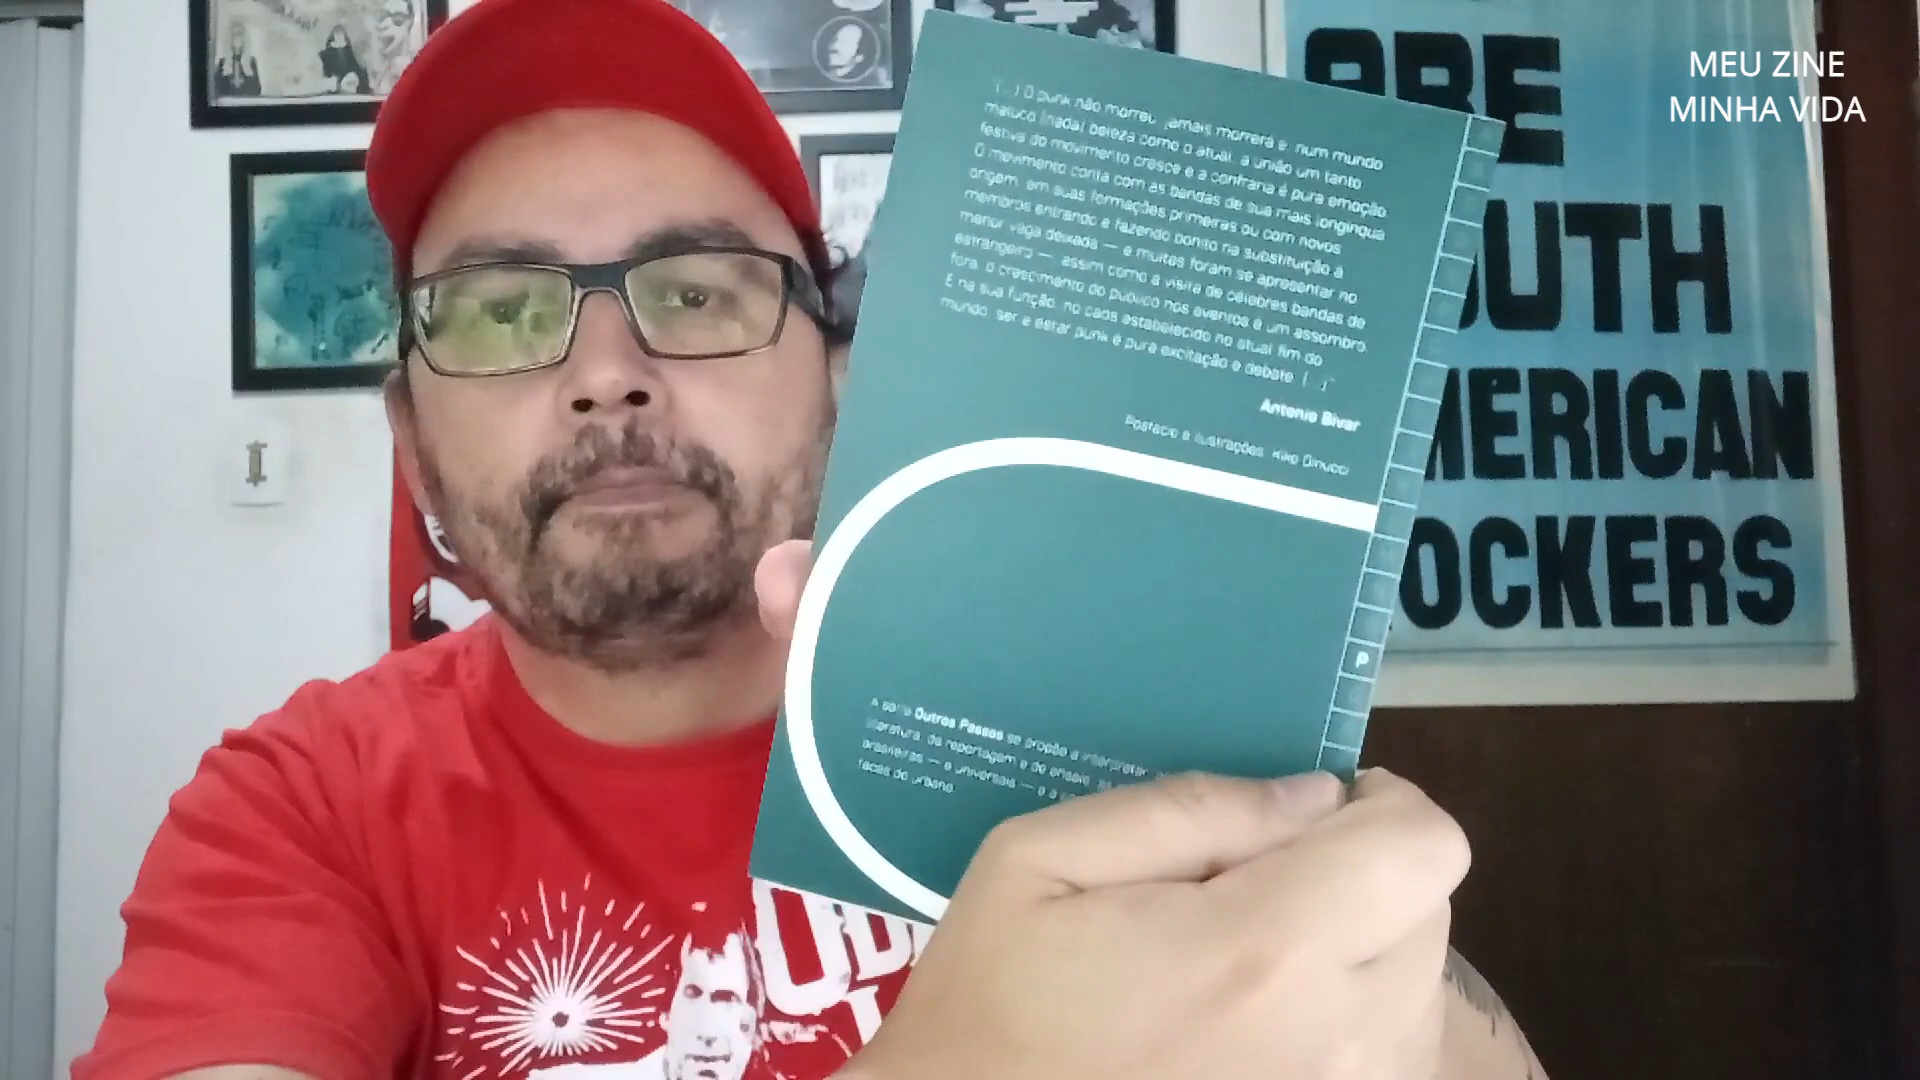 MEU ZINE
MINHA VIDA
"(...) O punk não morreu, jamais morrerá e, num mundo
maluco (nada) beleza como o atual, a união um tanto
festiva do movimento cresce e a confraria é pura emoção.
O movimento conta com as bandas de sua mais longínqua
origem, em suas formações primeiras ou com novos
membros entrando e fazendo bonito na substituição à
menor vaga deixada — e muitas foram se apresentar no
estrangeiro —, assim como a visita de célebres bandas de
fora, o crescimento do público nos eventos é um assombro.
E na sua função, no caos estabelecido no atual fim do
mundo, ser e estar punk é pura excitação e debate. (...)"
Antonio Bivar
Posfácio e ilustrações: Kiko Dinucci
P
A série Outros Passos se propõe a interpretar,
literatura, da reportagem e do ensaio, as
brasileiras — e universais — e a
faces do urbano.
ARE
OUTH
MERICAN
OCKERS